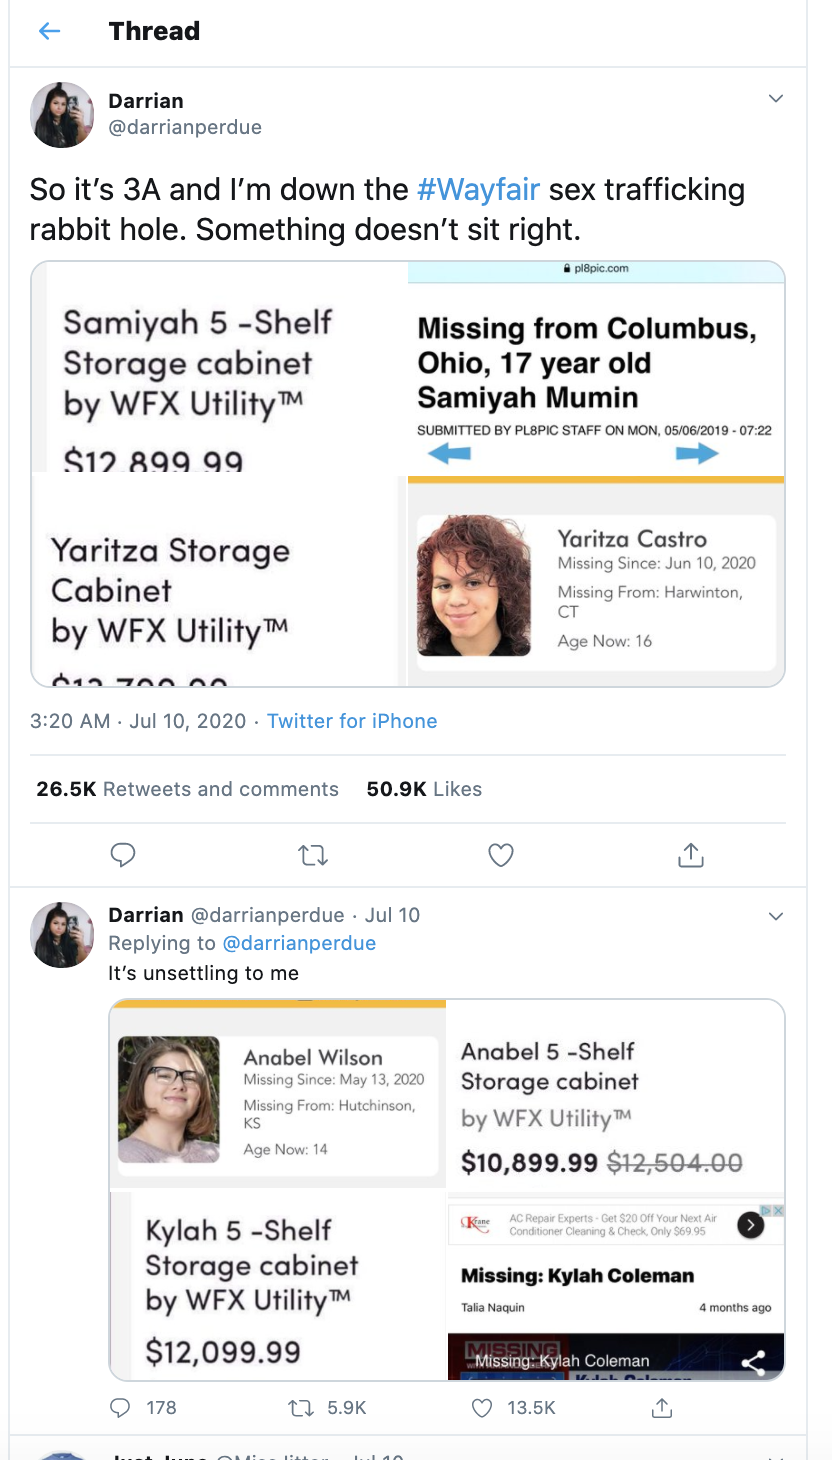 Thread
Darrian
@darrianperdue
So it's 3A and I'm down the #Wayfair sex trafficking
rabbit hole. Something doesn't sit right.
Samiyah 5 -Shelf
Storage cabinet
by WFX Utility™
$12,899.99
pl8pic.com
Missing from Columbus,
Ohio, 17 year old
Samiyah Mumin
SUBMITTED BY PL8PIC STAFF ON MON, 05/06/2019 - 07:22
Yaritza Storage
Cabinet
by WFX Utility™
Yaritza Castro
Missing Since: Jun 10, 2020
Missing From: Harwinton,
CT
Age Now: 16
3:20 AM · Jul 10, 2020 · Twitter for iPhone
26.5K Retweets and comments 50.9K Likes
Darrian @darrianperdue · Jul 10
Replying to @darrianperdue
It's unsettling to me
Anabel Wilson
Missing Since: May 13, 2020
Missing From: Hutchinson,
KS
Age Now: 14
Anabel 5 -Shelf
Storage cabinet
by WFX Utility™
$10,899.99 $12,504.00
Kylah 5 -Shelf
Storage cabinet
by WFX Utility™
$12,099.99
Krane
AC Repair Experts - Get $20 Off Your Next Air
Conditioner Cleaning & Check, Only $69.95
Missing: Kylah Coleman
Talia Naquin 4 months ago
MISSING
Missing: Kylah Coleman
Kylah Coleman
178 5.9K 13.5K